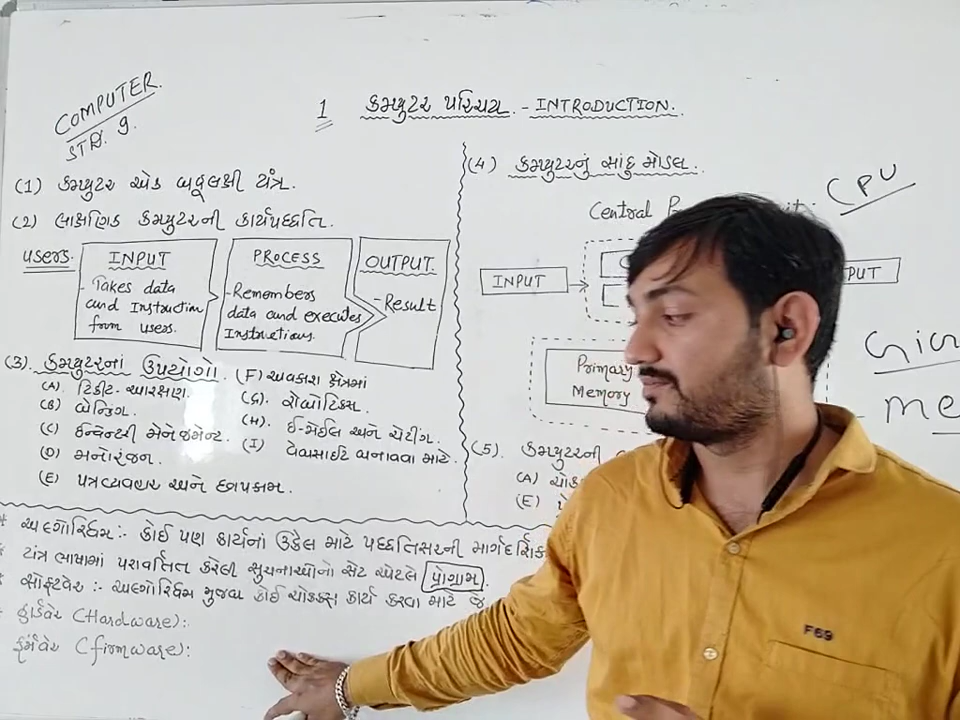 COMPUTER.
STD. 9.
1 કમ્પ્યુટર પરિચય. - INTRODUCTION.
(1) કમ્પ્યુટર એક બહુલક્ષી યંત્ર.
(2) લાક્ષણિક કમ્પ્યુટરની કાર્યપદ્ધતિ.
users.
INPUT
- Takes data
and Instruction
from users.
PROCESS
- Remembers
data and executes
Instructions.
OUTPUT.
- Result
(3). કમ્પ્યુટરનાં ઉપયોગો.
(A). ટિકીટ-આરક્ષણ.
(B) બેન્કિંગ.
(C) ઈન્વેન્ટરી મેનેજમેન્ટ.
(D) મનોરંજન.
(E) પત્રવ્યવહાર અને છાપકામ.
(F) અવકાશ ક્ષેત્રમાં
(G). રોબોટિક્સ.
(H). ઈ-મેઈલ અને ચેટીંગ.
(I) વેબસાઈટ બનાવવા માટે.
(4) કમ્પ્યુટરનું સાદું મોડલ.
Central
CPU
INPUT
PUT
Primary
Memory
(5). કમ્પ્યુટરની
(A)
(E)
* અલ્ગોરિધમ :- કોઈ પણ કાર્યનાં ઉકેલ માટે પદ્ધતિસરની માર્ગદર્શિક
* યંત્ર ભાષામાં પરાવર્તિત કરેલી સુચનાઓનો સેટ એટલે પ્રોગ્રામ
* સોફ્ટવેર :- અલ્ગોરિધમ મુજબ કોઈ ચોક્કસ કાર્ય કરવા માટે જ
* હાર્ડવેર (Hardware):
ફર્મવેર (firmware):
F69